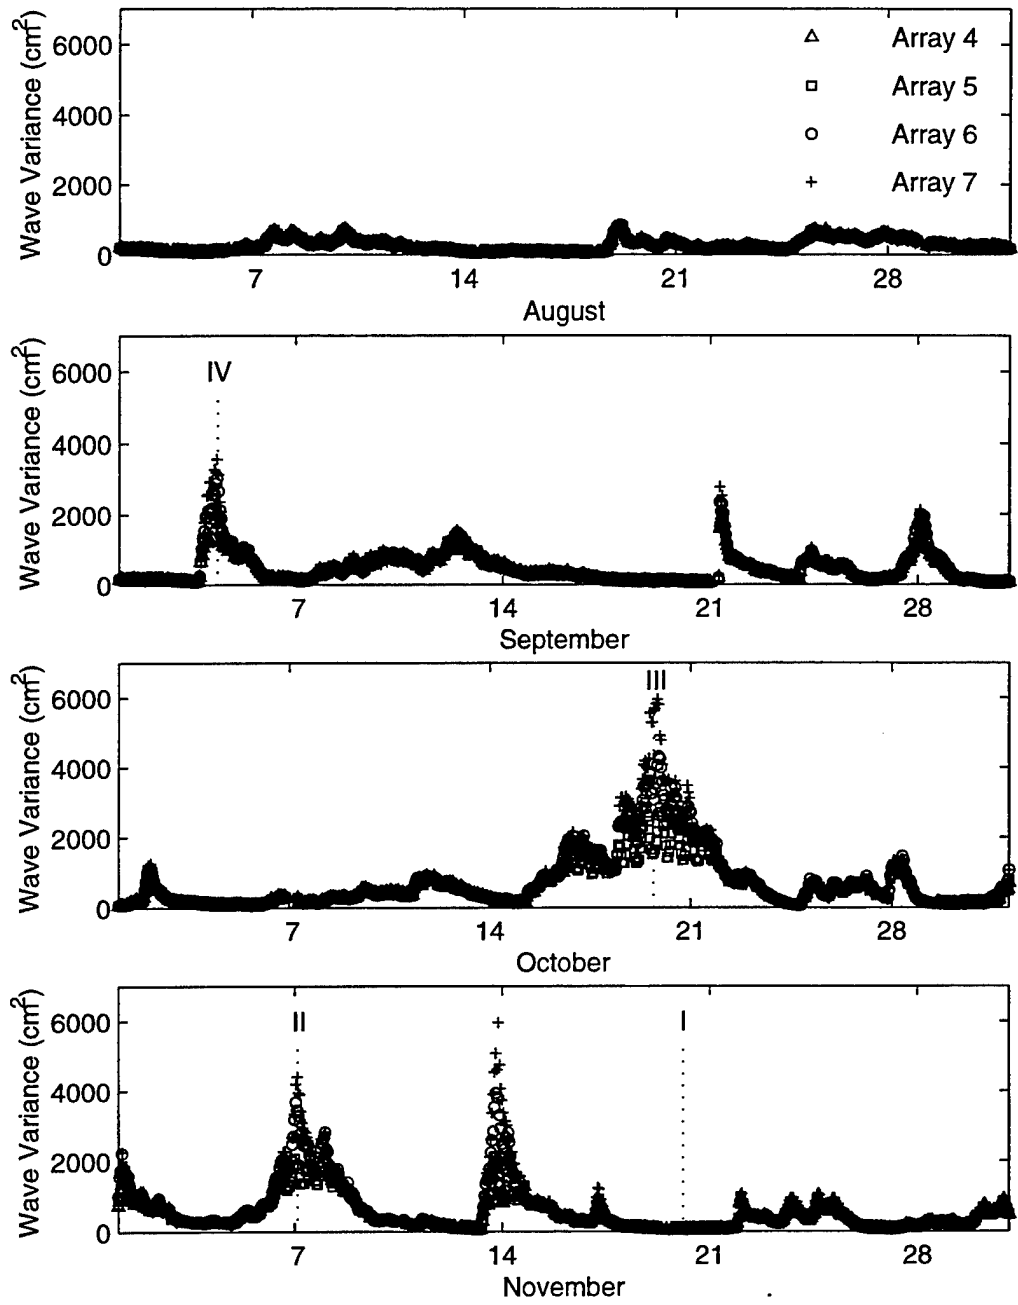 Wave Variance (cm2)
6000
4000
2000
0
Array 4
Array 5
Array 6
Array 7
7
14
21
28
August
Wave Variance (cm2)
6000
4000
2000
0
IV
7
14
21
28
September
Wave Variance (cm2)
6000
4000
2000
0
III
7
14
21
28
October
Wave Variance (cm2)
6000
4000
2000
0
II
I
7
14
21
28
November